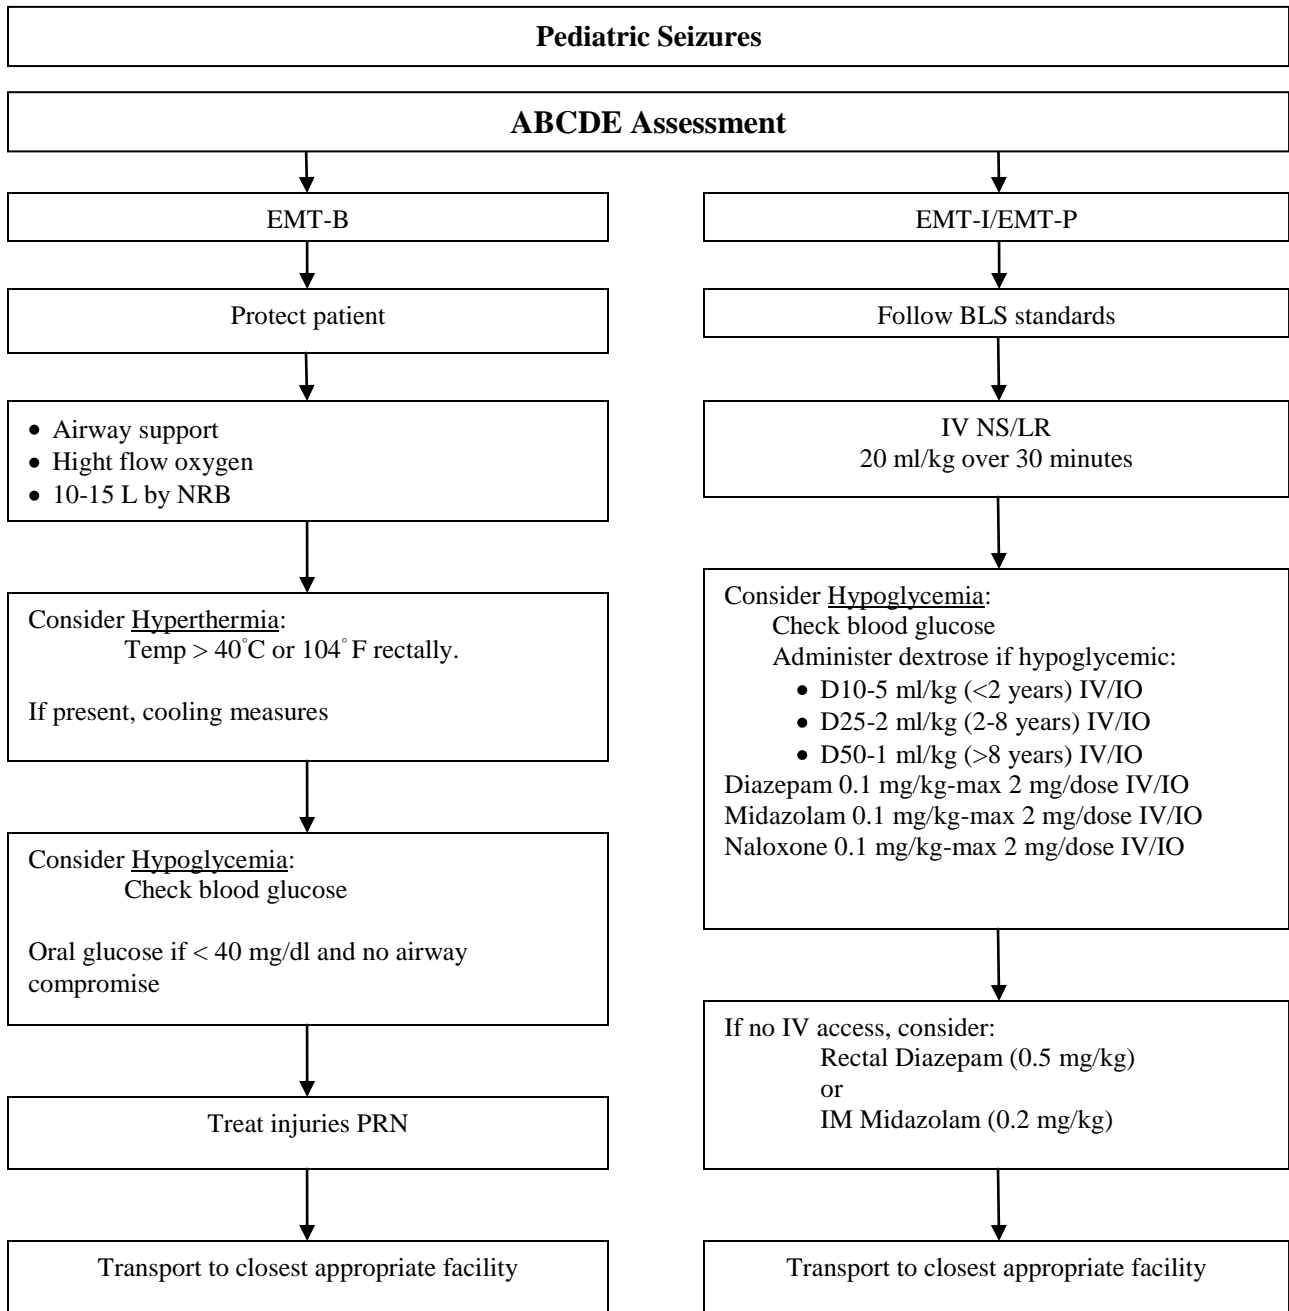 Pediatric Seizures
ABCDE Assessment
EMT-B
Protect patient
• Airway support
• Hight flow oxygen
• 10-15 L by NRB
Consider Hyperthermia:
Temp > 40°C or 104° F rectally.
If present, cooling measures
Consider Hypoglycemia:
Check blood glucose
Oral glucose if < 40 mg/dl and no airway
compromise
Treat injuries PRN
Transport to closest appropriate facility
EMT-I/EMT-P
Follow BLS standards
IV NS/LR
20 ml/kg over 30 minutes
Consider Hypoglycemia:
Check blood glucose
Administer dextrose if hypoglycemic:
• D10-5 ml/kg (<2 years) IV/IO
• D25-2 ml/kg (2-8 years) IV/IO
• D50-1 ml/kg (>8 years) IV/IO
Diazepam 0.1 mg/kg-max 2 mg/dose IV/IO
Midazolam 0.1 mg/kg-max 2 mg/dose IV/IO
Naloxone 0.1 mg/kg-max 2 mg/dose IV/IO
If no IV access, consider:
Rectal Diazepam (0.5 mg/kg)
or
IM Midazolam (0.2 mg/kg)
Transport to closest appropriate facility